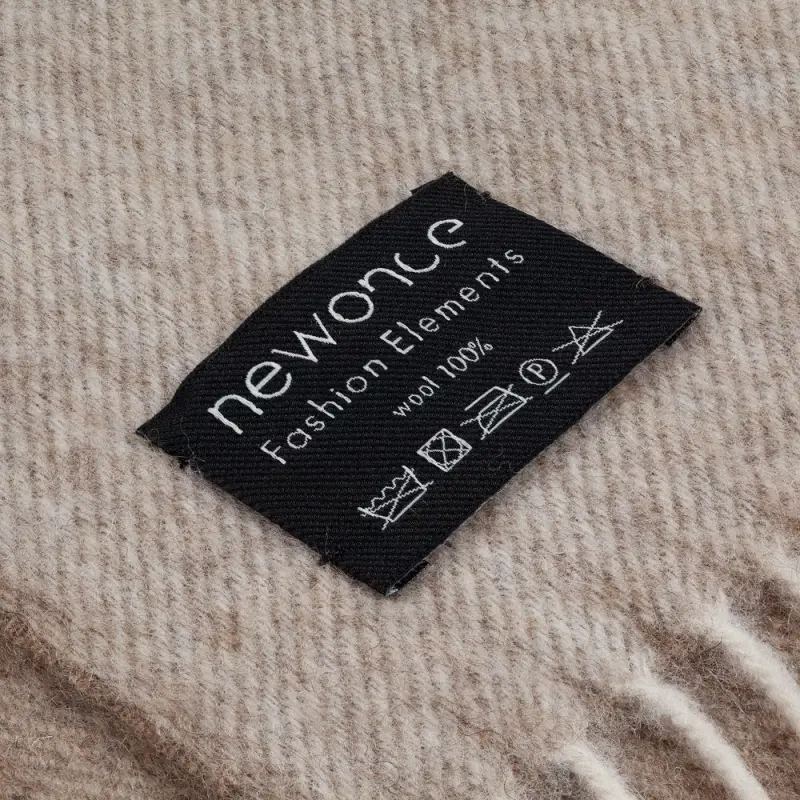 newonce
Fashion Elements
wool 100%
P